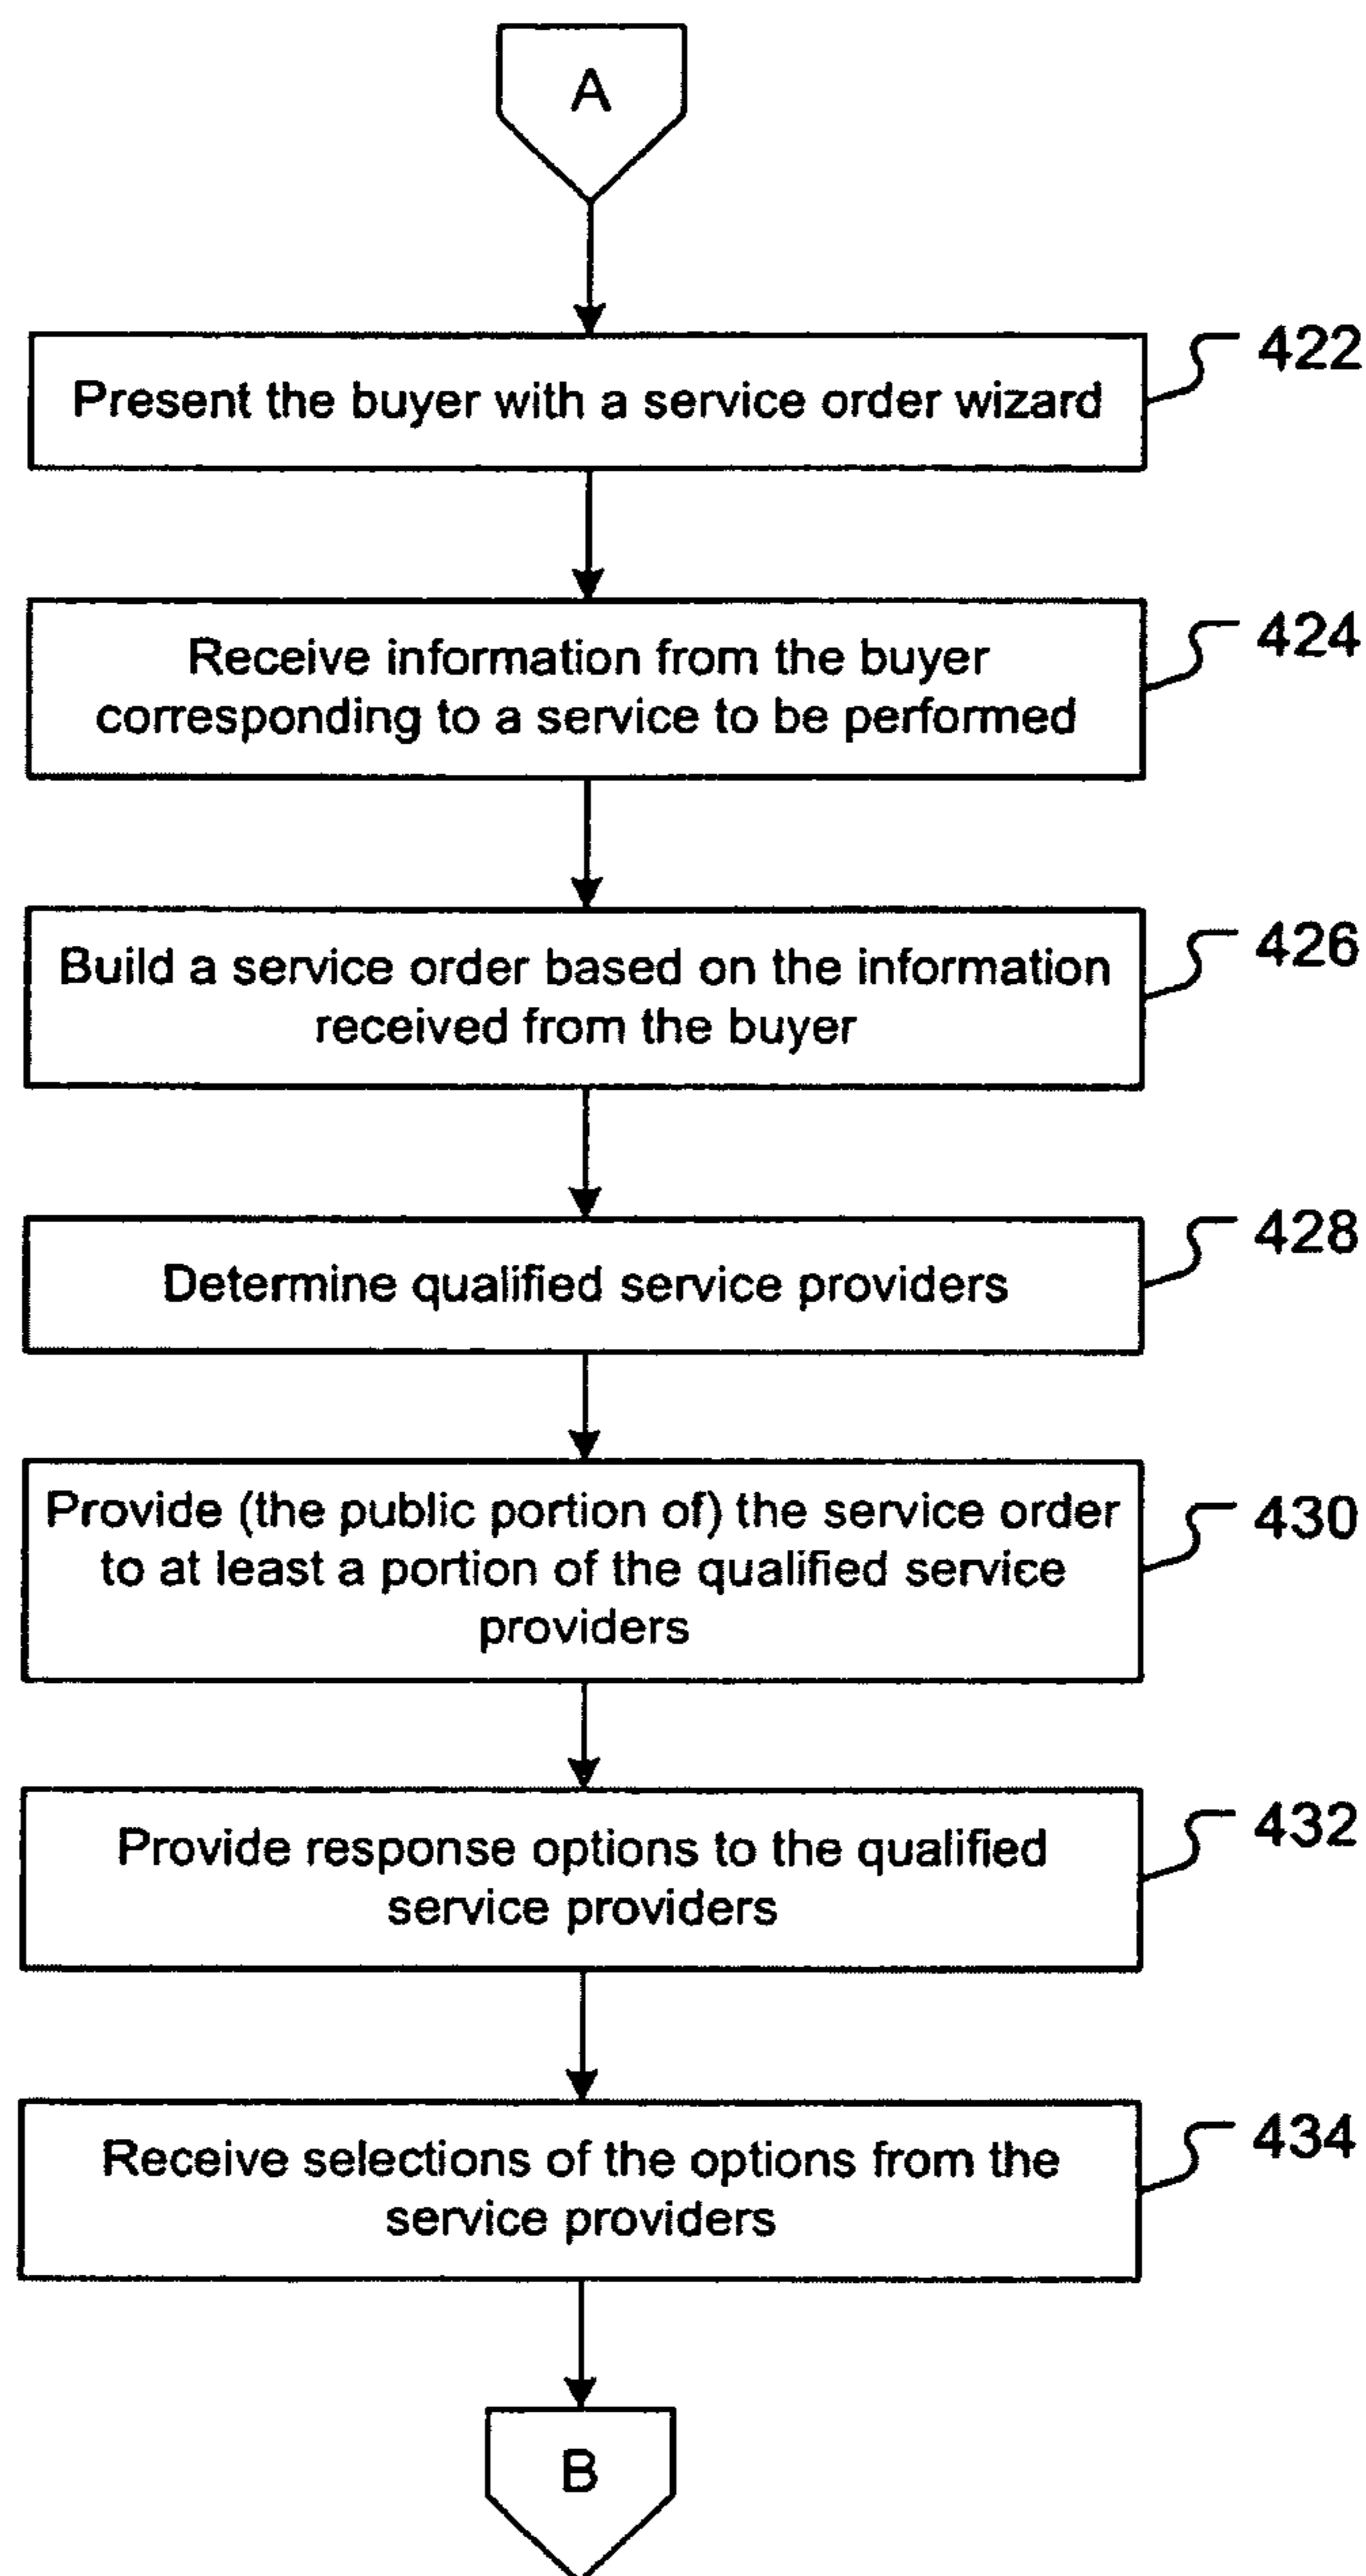 A
Present the buyer with a service order wizard
422
Receive information from the buyer
corresponding to a service to be performed
424
Build a service order based on the information
received from the buyer
426
Determine qualified service providers
428
Provide (the public portion of) the service order
to at least a portion of the qualified service
providers
430
Provide response options to the qualified
service providers
432
Receive selections of the options from the
service providers
434
B